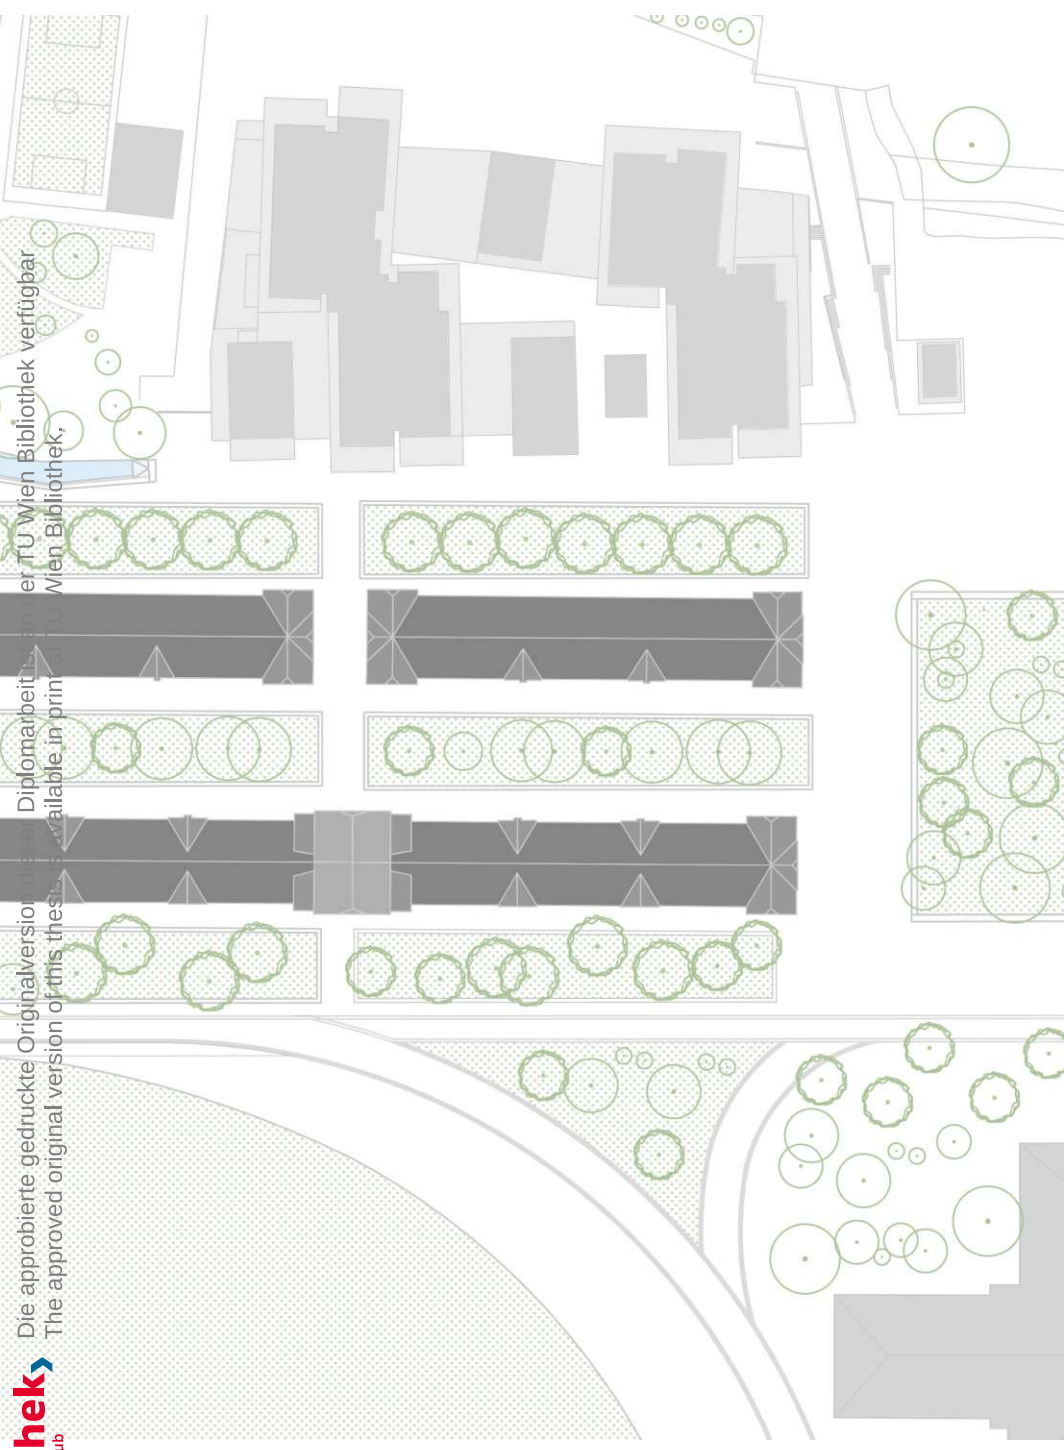 Die approbierte gedruckte Originalversion dieser Diplomarbeit ist an der TU Wien Bibliothek verfügbar
The approved original version of this thesis is available in print at TU Wien Bibliothek.
hek
ub